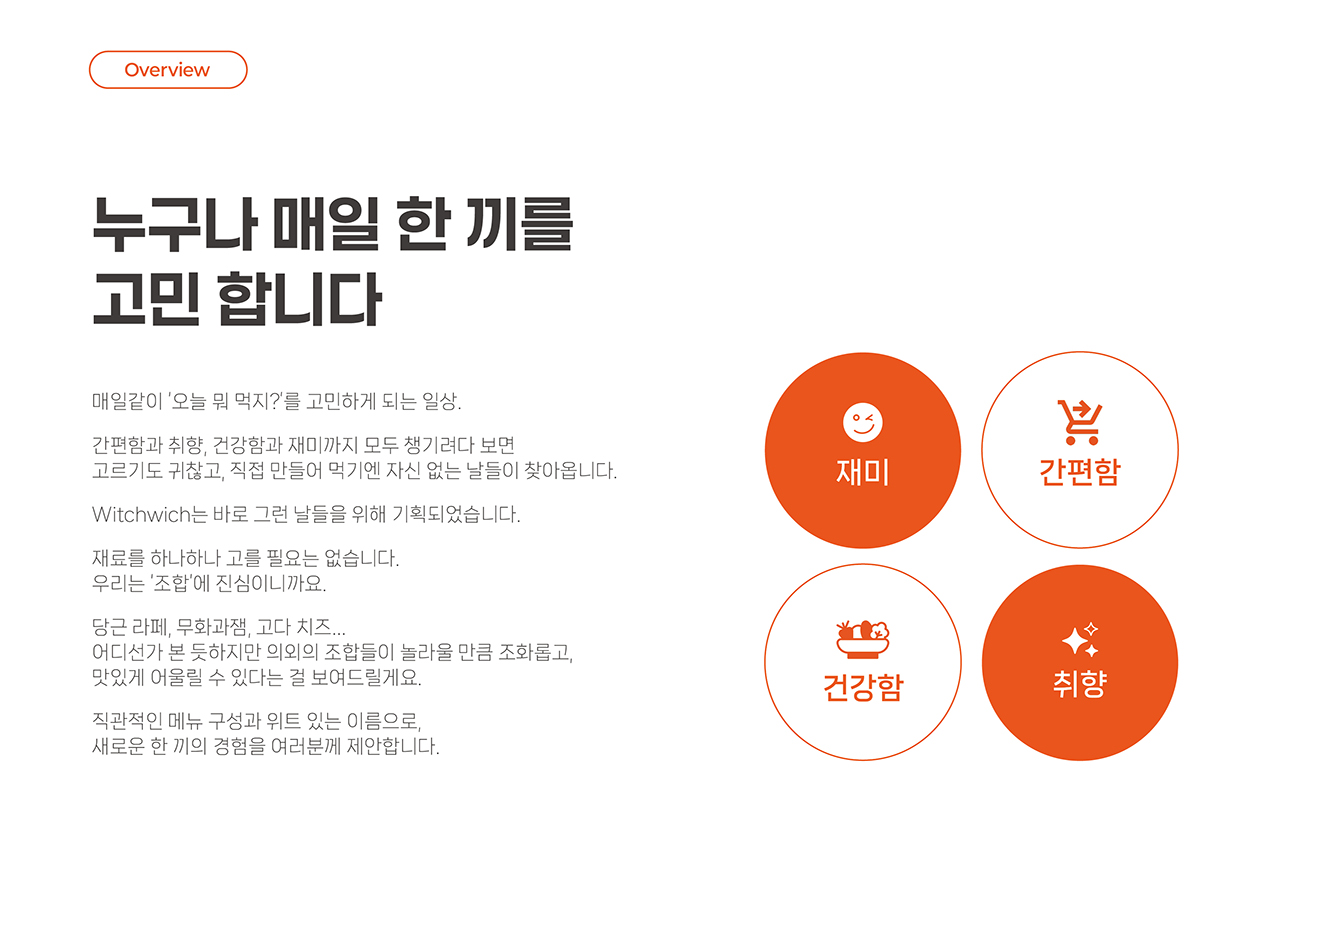 Overview
누구나 매일 한 끼를
고민 합니다
매일같이 '오늘 뭐 먹지?'를 고민하게 되는 일상.
간편함과 취향, 건강함과 재미까지 모두 챙기려다 보면
고르기도 귀찮고, 직접 만들어 먹기엔 자신 없는 날들이 찾아옵니다.
Witchwich는 바로 그런 날들을 위해 기획되었습니다.
재료를 하나하나 고를 필요는 없습니다.
우리는 '조합'에 진심이니까요.
당근 라페, 무화과잼, 고다 치즈...
어디선가 본 듯하지만 의외의 조합들이 놀라울 만큼 조화롭고,
맛있게 어울릴 수 있다는 걸 보여드릴게요.
직관적인 메뉴 구성과 위트 있는 이름으로,
새로운 한 끼의 경험을 여러분께 제안합니다.
재미
간편함
건강함
취향